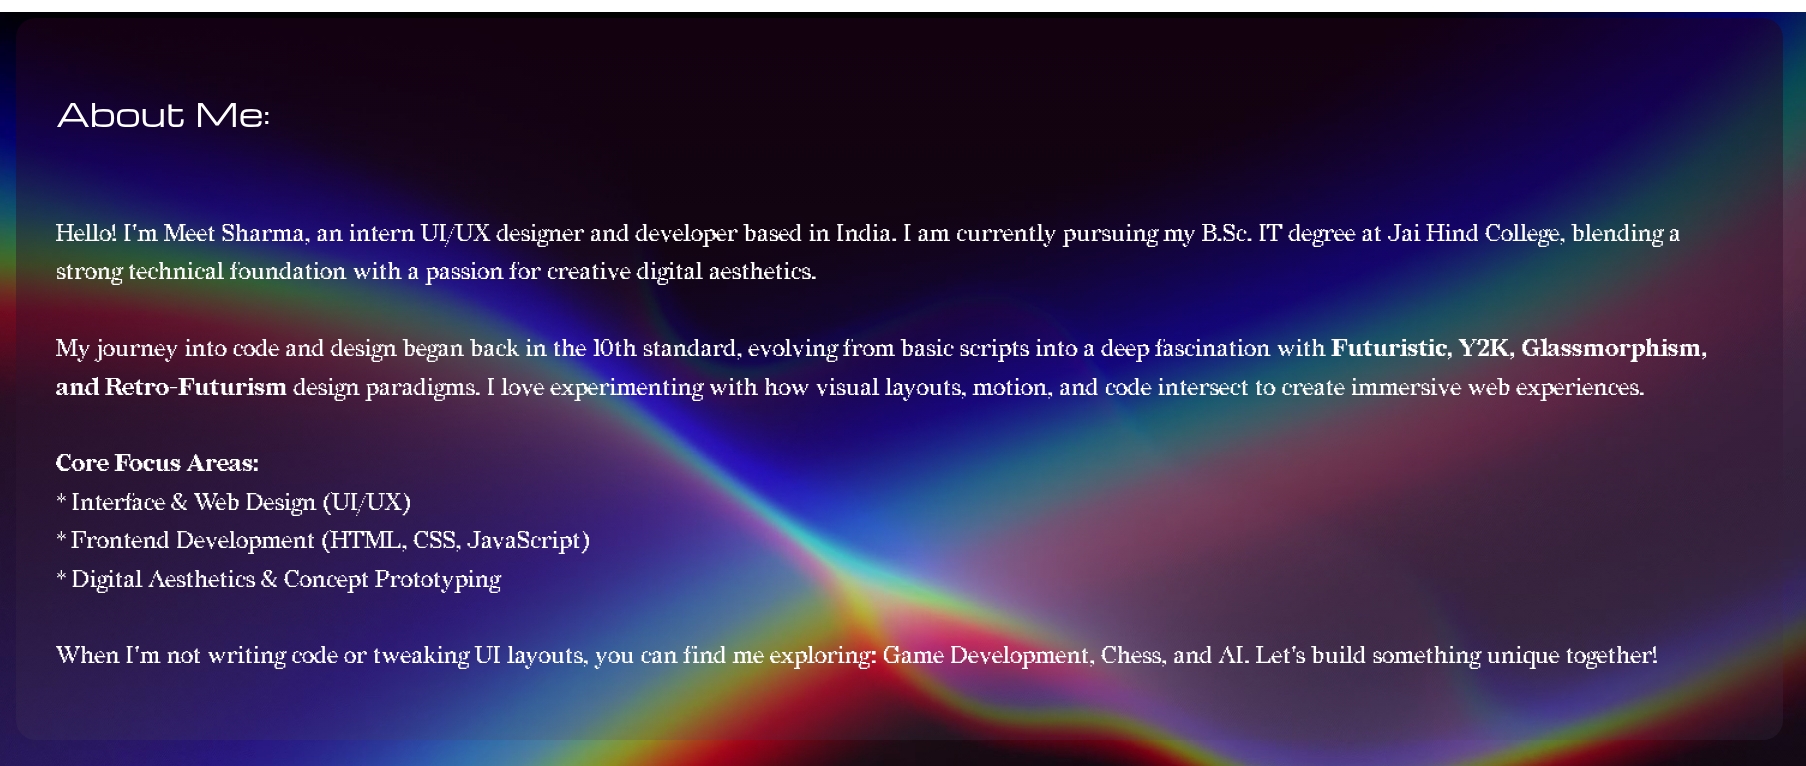 About Me:
Hello! I'm Meet Sharma, an intern UI/UX designer and developer based in India. I am currently pursuing my B.Sc. IT degree at Jai Hind College, blending a
strong technical foundation with a passion for creative digital aesthetics.
My journey into code and design began back in the 10th standard, evolving from basic scripts into a deep fascination with Futuristic, Y2K, Glassmorphism,
and Retro-Futurism design paradigms. I love experimenting with how visual layouts, motion, and code intersect to create immersive web experiences.
Core Focus Areas:
* Interface & Web Design (UI/UX)
* Frontend Development (HTML, CSS, JavaScript)
* Digital Aesthetics & Concept Prototyping
When I'm not writing code or tweaking UI layouts, you can find me exploring: Game Development, Chess, and AI. Let's build something unique together!